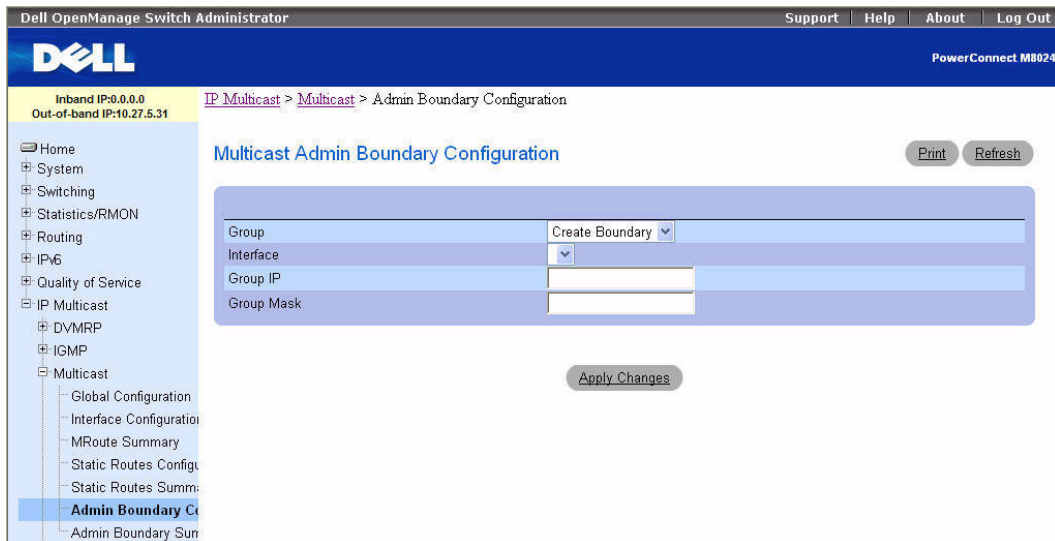 Dell OpenManage Switch Administrator
Support | Help | About | Log Out
DELL
PowerConnect M8024
Inband IP:0.0.0.0
Out-of-band IP:10.27.5.31
IP Multicast > Multicast > Admin Boundary Configuration
Home
System
Switching
Statistics/RMON
Routing
IPv6
Quality of Service
IP Multicast
DVMRP
IGMP
Multicast
Global Configuration
Interface Configuration
MRoute Summary
Static Routes Configu
Static Routes Summa
Admin Boundary Co
Admin Boundary Sum
Multicast Admin Boundary Configuration
Print
Refresh
Group
Create Boundary
Interface
Group IP
Group Mask
Apply Changes